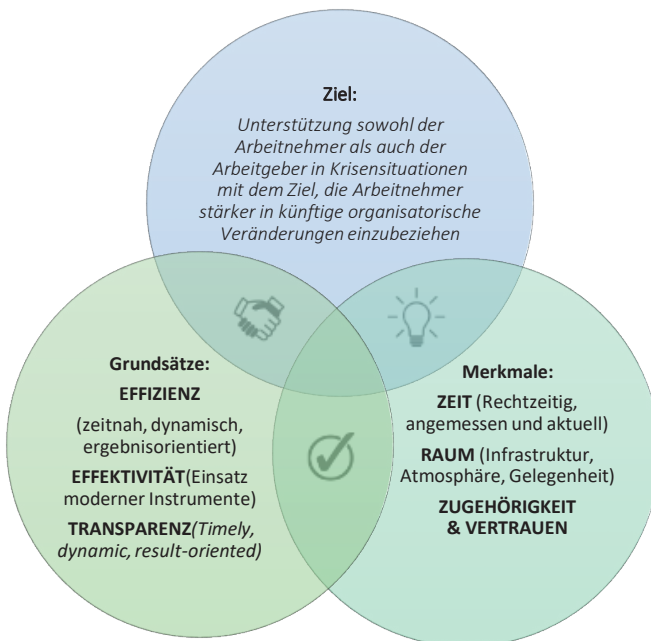 Ziel:
Unterstützung sowohl der
Arbeitnehmer als auch der
Arbeitgeber in Krisensituationen
mit dem Ziel, die Arbeitnehmer
stärker in künftige organisatorische
Veränderungen einzubeziehen
Grundsätze:
EFFIZIENZ
(zeitnah, dynamisch,
ergebnisorientiert)
EFFEKTIVITÄT(Einsatz
moderner Instrumente)
TRANSPARENZ(Timely,
dynamic, result-oriented)
Merkmale:
ZEIT (Rechtzeitig,
angemessen und aktuell)
RAUM (Infrastruktur,
Atmosphäre, Gelegenheit)
ZUGEHÖRIGKEIT
& VERTRAUEN